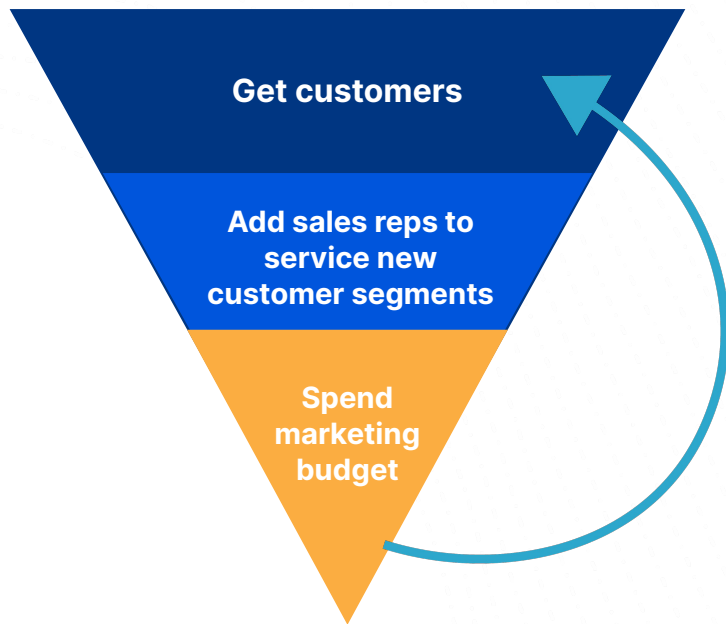 Get customers
Add sales reps to
service new
customer segments
Spend
marketing
budget